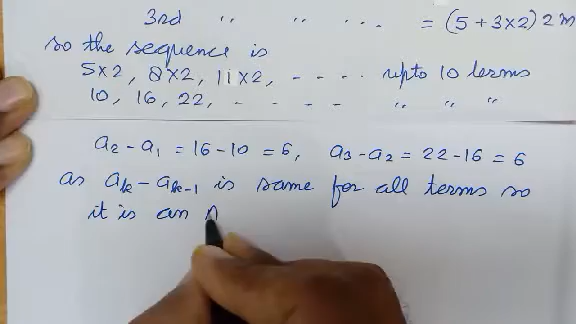 3rd " " ... = (5 + 3×2) 2 m
so the sequence is
5×2, 8×2, 11×2, - - - - upto 10 terms
10, 16, 22, - - - - " " "
a2 - a1 = 16 - 10 = 6, a3 - a2 = 22 - 16 = 6
as ak - ak-1 is same for all terms so
it is an